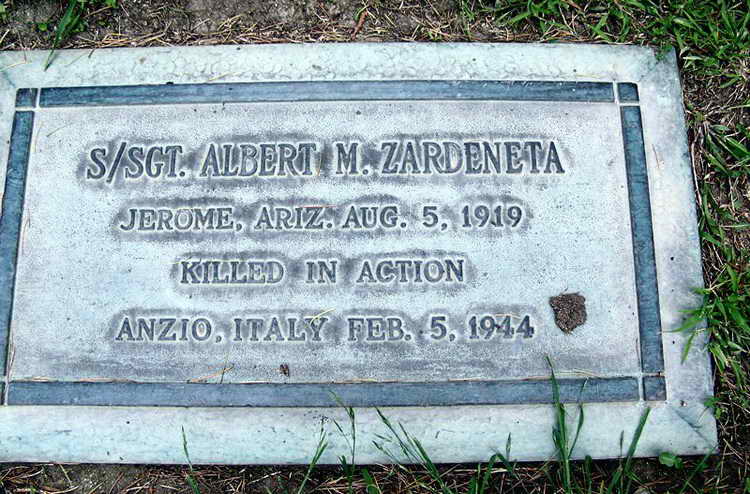 S/SGT. ALBERT M. ZARDENETA
JEROME, ARIZ. AUG. 5, 1919
KILLED IN ACTION
ANZIO, ITALY FEB. 5, 1944